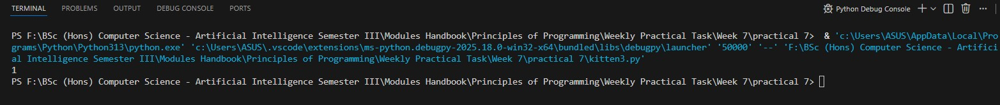 TERMINAL PROBLEMS OUTPUT DEBUG CONSOLE PORTS Python Debug Console
PS F:\BSc (Hons) Computer Science - Artificial Intelligence Semester III\Modules Handbook\Principles of Programming\Weekly Practical Task\Week 7\practical 7>  & 'c:\Users\ASUS\AppData\Local\Pro
grams\Python\Python313\python.exe' 'c:\Users\ASUS\.vscode\extensions\ms-python.debugpy-2025.18.0-win32-x64\bundled\libs\debugpy\launcher' '50000' '--' 'F:\BSc (Hons) Computer Science - Artifici
al Intelligence Semester III\Modules Handbook\Principles of Programming\Weekly Practical Task\Week 7\practical 7\kitten3.py'
1
PS F:\BSc (Hons) Computer Science - Artificial Intelligence Semester III\Modules Handbook\Principles of Programming\Weekly Practical Task\Week 7\practical 7>